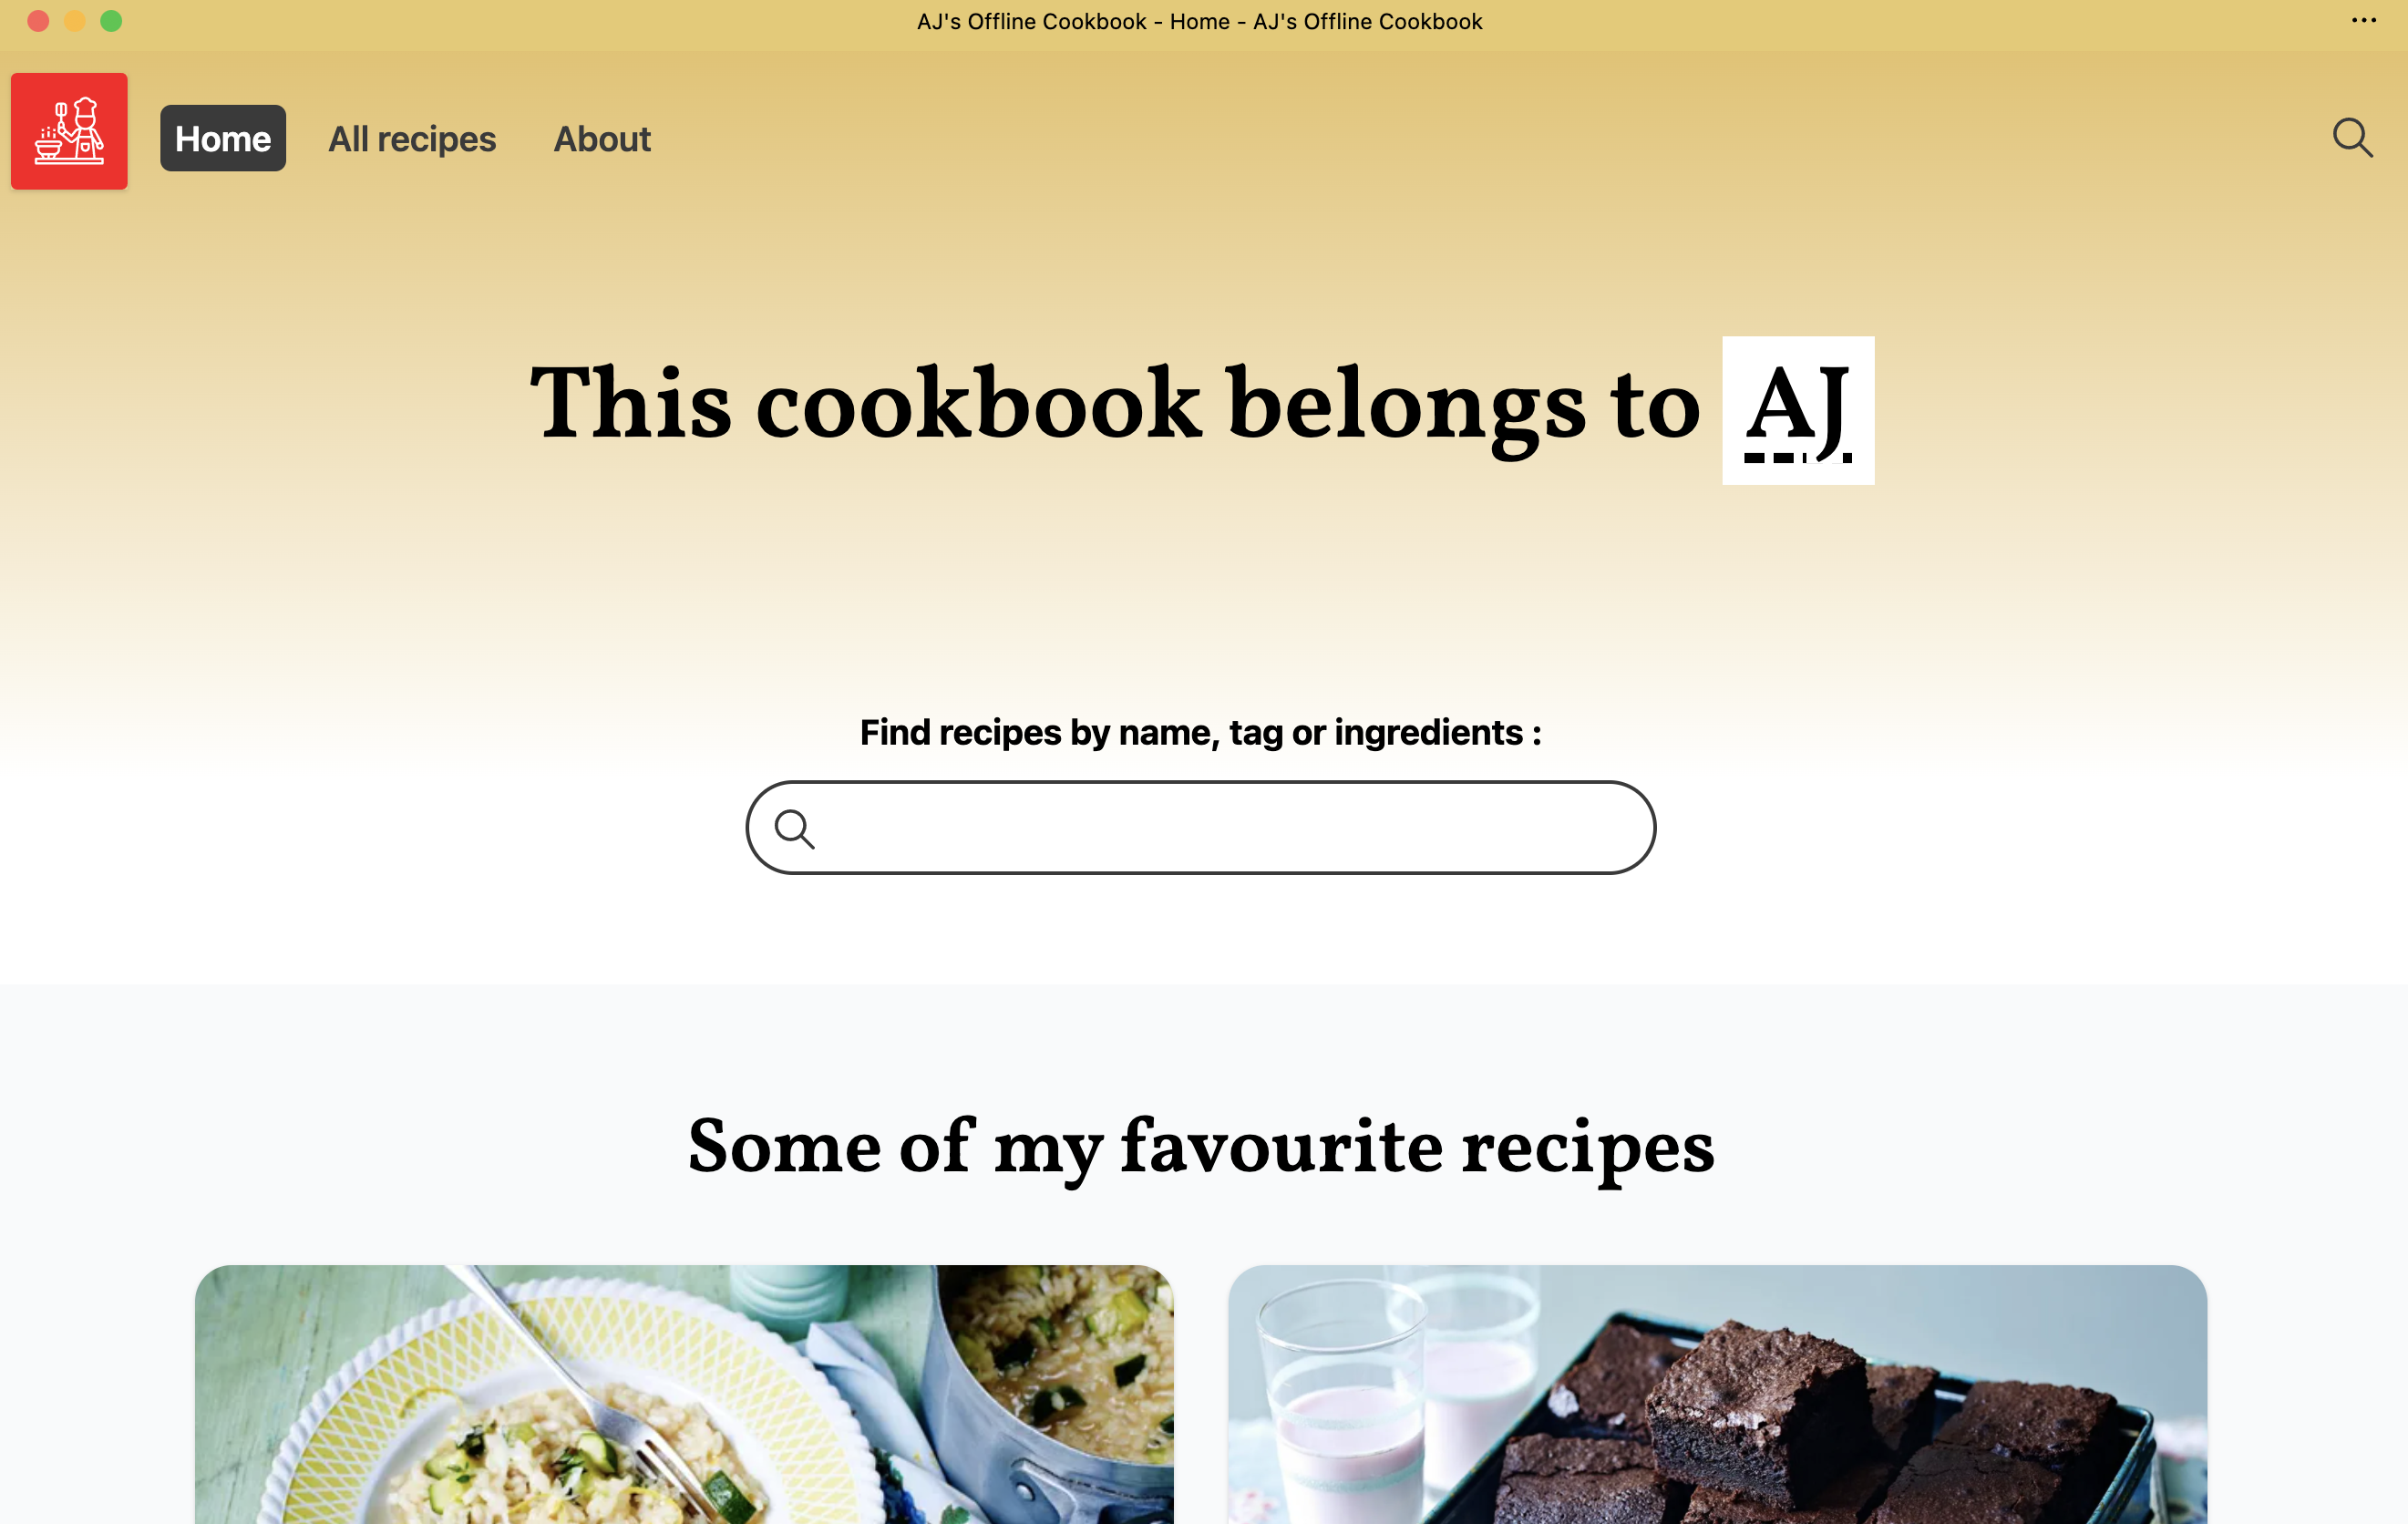 AJ's Offline Cookbook - Home - AJ's Offline Cookbook
Home All recipes About
This cookbook belongs to AJ
Find recipes by name, tag or ingredients :
Some of my favourite recipes